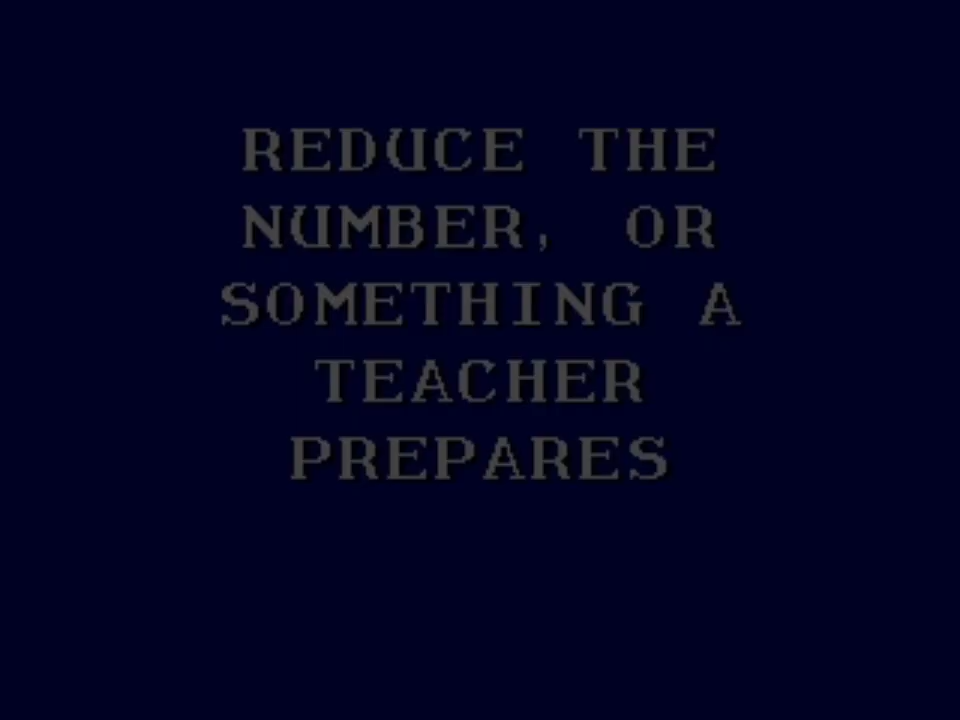 REDUCE THE
NUMBER, OR
SOMETHING A
TEACHER
PREPARES